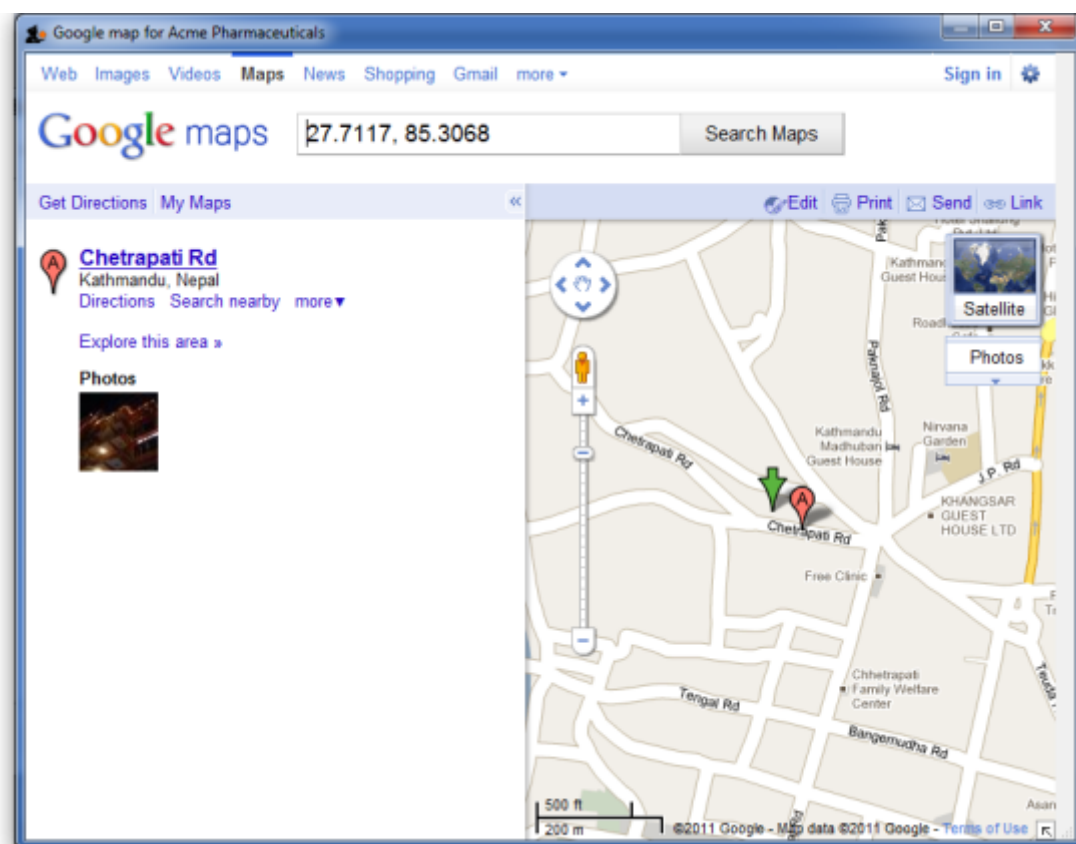 Google map for Acme Pharmaceuticals
Web Images Videos Maps News Shopping Gmail more
Sign in
Google maps
27.7117, 85.3068
Search Maps
Get Directions My Maps
«
Edit Print Send Link
A
Chetrapati Rd
Kathmandu, Nepal
Directions Search nearby more▼
Explore this area »
Photos
Satellite
Photos
Guest Hou
Paknajol Rd
Kathmandu
Madhuban
Guest House
Nirvana
Garden
J.P. Rd
Chetrapati Rd
A
KHANGSAR
GUEST
HOUSE LTD
Chetrapati Rd
Free Clinic
Chhetrapati
Family Welfare
Center
Tengal Rd
Bangemudha Rd
Teuda
Asan
500 ft
200 m
©2011 Google - Map data ©2011 Google - Terms of Use